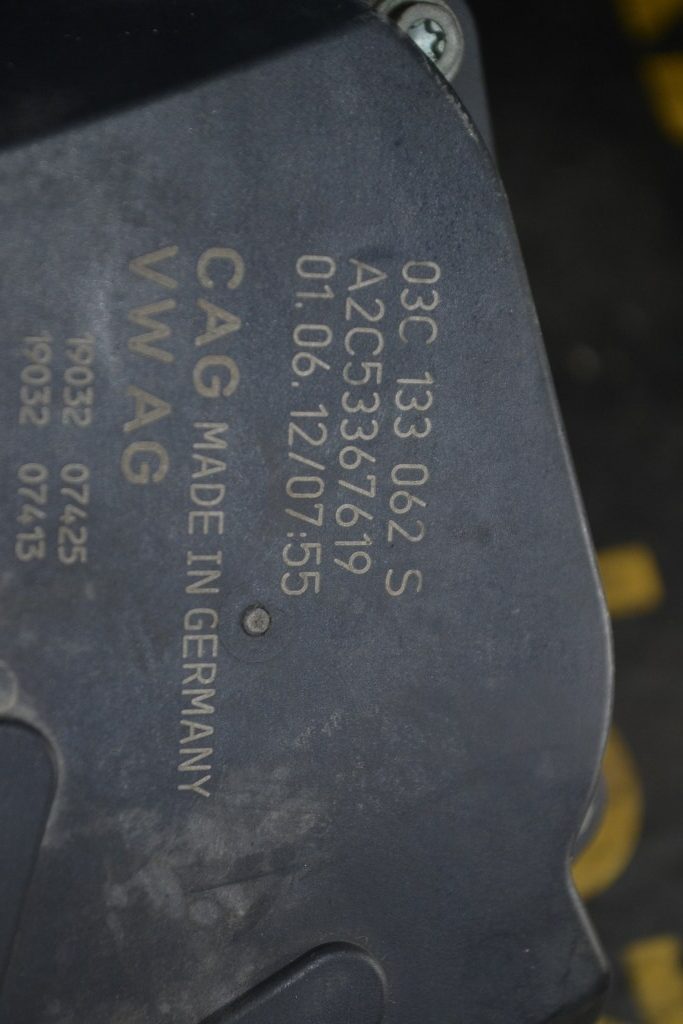 03C 133 062 S
A2C53367619
01.06.12/07:55
CAG MADE IN GERMANY
VW AG
19032 07425
19032 07413